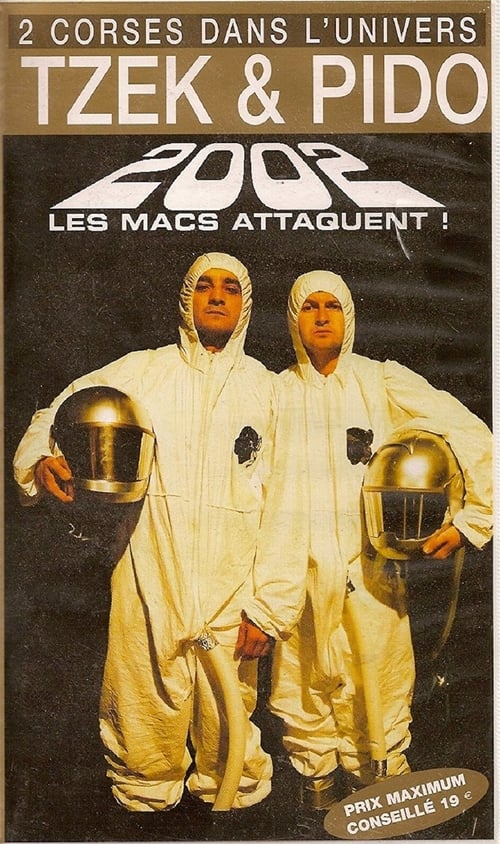 2 CORSES DANS L'UNIVERS
TZEK & PIDO
2002
LES MACS ATTAQUENT !
PRIX MAXIMUM
CONSEILLÉ 19 €